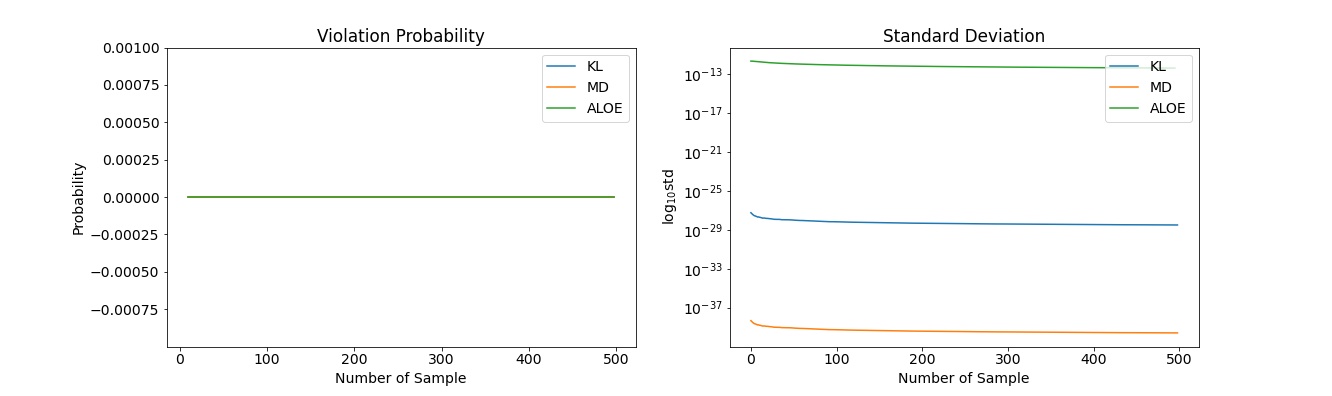 Violation Probability
Probability
0.00100
0.00075
0.00050
0.00025
0.00000
−0.00025
−0.00050
−0.00075
KL
MD
ALOE
0 100 200 300 400 500
Number of Sample
Standard Deviation
log₁₀std
10⁻¹³
10⁻¹⁷
10⁻²¹
10⁻²⁵
10⁻²⁹
10⁻³³
10⁻³⁷
KL
MD
ALOE
0 100 200 300 400 500
Number of Sample